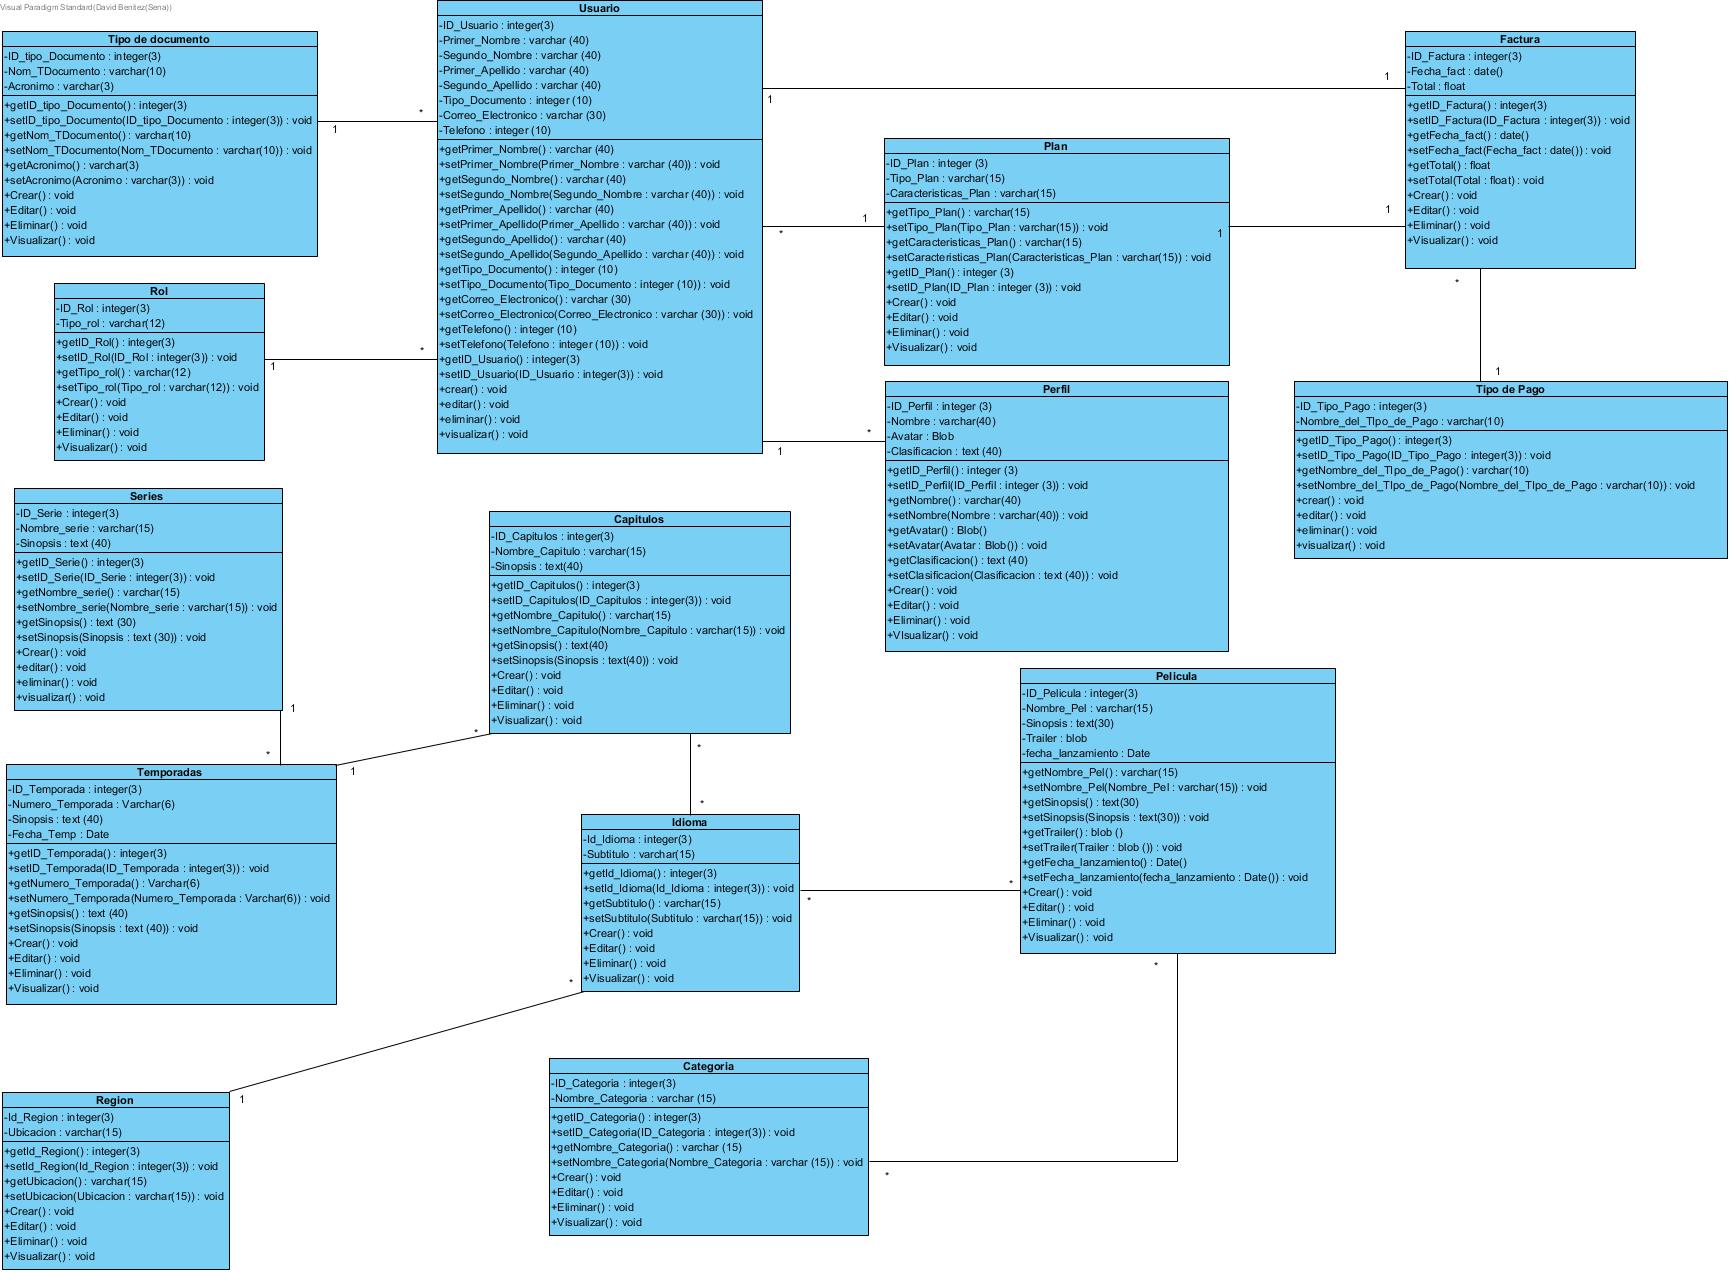 Visual Paradigm Standard(David Benitez(Sena))
Tipo de documento
-ID_tipo_Documento : integer(3)
-Nom_TDocumento : varchar(10)
-Acronimo : varchar(3)
+getID_tipo_Documento() : integer(3)
+setID_tipo_Documento(ID_tipo_Documento : integer(3)) : void
+getNom_TDocumento() : varchar(10)
+setNom_TDocumento(Nom_TDocumento : varchar(10)) : void
+getAcronimo() : varchar(3)
+setAcronimo(Acronimo : varchar(3)) : void
+Crear() : void
+Editar() : void
+Eliminar() : void
+Visualizar() : void
1
*
Usuario
-ID_Usuario : integer(3)
-Primer_Nombre : varchar (40)
-Segundo_Nombre : varchar (40)
-Primer_Apellido : varchar (40)
-Segundo_Apellido : varchar (40)
-Tipo_Documento : integer (10)
-Correo_Electronico : varchar (30)
-Telefono : integer (10)
+getPrimer_Nombre() : varchar (40)
+setPrimer_Nombre(Primer_Nombre : varchar (40)) : void
+getSegundo_Nombre() : varchar (40)
+setSegundo_Nombre(Segundo_Nombre : varchar (40)) : void
+getPrimer_Apellido() : varchar (40)
+setPrimer_Apellido(Primer_Apellido : varchar (40)) : void
+getSegundo_Apellido() : varchar (40)
+setSegundo_Apellido(Segundo_Apellido : varchar (40)) : void
+getTipo_Documento() : integer (10)
+setTipo_Documento(Tipo_Documento : integer (10)) : void
+getCorreo_Electronico() : varchar (30)
+setCorreo_Electronico(Correo_Electronico : varchar (30)) : void
+getTelefono() : integer (10)
+setTelefono(Telefono : integer (10)) : void
+getID_Usuario() : integer(3)
+setID_Usuario(ID_Usuario : integer(3)) : void
+crear() : void
+editar() : void
+eliminar() : void
+visualizar() : void
1
1
Factura
-ID_Factura : integer(3)
-Fecha_fact : date()
-Total : float
+getID_Factura() : integer(3)
+setID_Factura(ID_Factura : integer(3)) : void
+getFecha_fact() : date()
+setFecha_fact(Fecha_fact : date()) : void
+getTotal() : float
+setTotal(Total : float) : void
+Crear() : void
+Editar() : void
+Eliminar() : void
+Visualizar() : void
*
1
Plan
-ID_Plan : integer (3)
-Tipo_Plan : varchar(15)
-Caracteristicas_Plan : varchar(15)
+getTipo_Plan() : varchar(15)
+setTipo_Plan(Tipo_Plan : varchar(15)) : void
+getCaracteristicas_Plan() : varchar(15)
+setCaracteristicas_Plan(Caracteristicas_Plan : varchar(15)) : void
+getID_Plan() : integer (3)
+setID_Plan(ID_Plan : integer (3)) : void
+Crear() : void
+Editar() : void
+Eliminar() : void
+Visualizar() : void
1
1
Rol
-ID_Rol : integer(3)
-Tipo_rol : varchar(12)
+getID_Rol() : integer(3)
+setID_Rol(ID_Rol : integer(3)) : void
+getTipo_rol() : varchar(12)
+setTipo_rol(Tipo_rol : varchar(12)) : void
+Crear() : void
+Editar() : void
+Eliminar() : void
+Visualizar() : void
1
*
1
*
Perfil
-ID_Perfil : integer (3)
-Nombre : varchar(40)
-Avatar : Blob
-Clasificacion : text (40)
+getID_Perfil() : integer (3)
+setID_Perfil(ID_Perfil : integer (3)) : void
+getNombre() : varchar(40)
+setNombre(Nombre : varchar(40)) : void
+getAvatar() : Blob()
+setAvatar(Avatar : Blob()) : void
+getClasificacion() : text (40)
+setClasificacion(Clasificacion : text (40)) : void
+Crear() : void
+Editar() : void
+Eliminar() : void
+VIsualizar() : void
1
Tipo de Pago
-ID_Tipo_Pago : integer(3)
-Nombre_del_TIpo_de_Pago : varchar(10)
+getID_Tipo_Pago() : integer(3)
+setID_Tipo_Pago(ID_Tipo_Pago : integer(3)) : void
+getNombre_del_TIpo_de_Pago() : varchar(10)
+setNombre_del_TIpo_de_Pago(Nombre_del_TIpo_de_Pago : varchar(10)) : void
+crear() : void
+editar() : void
+eliminar() : void
+visualizar() : void
Series
-ID_Serie : integer(3)
-Nombre_serie : varchar(15)
-Sinopsis : text (40)
+getID_Serie() : integer(3)
+setID_Serie(ID_Serie : integer(3)) : void
+getNombre_serie() : varchar(15)
+setNombre_serie(Nombre_serie : varchar(15)) : void
+getSinopsis() : text (30)
+setSinopsis(Sinopsis : text (30)) : void
+Crear() : void
+editar() : void
+eliminar() : void
+visualizar() : void
1
*
Capitulos
-ID_Capitulos : integer(3)
-Nombre_Capitulo : varchar(15)
-Sinopsis : text(40)
+getID_Capitulos() : integer(3)
+setID_Capitulos(ID_Capitulos : integer(3)) : void
+getNombre_Capitulo() : varchar(15)
+setNombre_Capitulo(Nombre_Capitulo : varchar(15)) : void
+getSinopsis() : text(40)
+setSinopsis(Sinopsis : text(40)) : void
+Crear() : void
+Editar() : void
+Eliminar() : void
+Visualizar() : void
*
1
*
*
Pelicula
-ID_Pelicula : integer(3)
-Nombre_Pel : varchar(15)
-Sinopsis : text(30)
-Trailer : blob
-fecha_lanzamiento : Date
+getNombre_Pel() : varchar(15)
+setNombre_Pel(Nombre_Pel : varchar(15)) : void
+getSinopsis() : text(30)
+setSinopsis(Sinopsis : text(30)) : void
+getTrailer() : blob ()
+setTrailer(Trailer : blob ()) : void
+getFecha_lanzamiento() : Date()
+setFecha_lanzamiento(fecha_lanzamiento : Date()) : void
+Crear() : void
+Editar() : void
+Eliminar() : void
+Visualizar() : void
*
Temporadas
-ID_Temporada : integer(3)
-Numero_Temporada : Varchar(6)
-Sinopsis : text (40)
-Fecha_Temp : Date
+getID_Temporada() : integer(3)
+setID_Temporada(ID_Temporada : integer(3)) : void
+getNumero_Temporada() : Varchar(6)
+setNumero_Temporada(Numero_Temporada : Varchar(6)) : void
+getSinopsis() : text (40)
+setSinopsis(Sinopsis : text (40)) : void
+Crear() : void
+Editar() : void
+Eliminar() : void
+Visualizar() : void
Idioma
-Id_Idioma : integer(3)
-Subtitulo : varchar(15)
+getId_Idioma() : integer(3)
+setId_Idioma(Id_Idioma : integer(3)) : void
+getSubtitulo() : varchar(15)
+setSubtitulo(Subtitulo : varchar(15)) : void
+Crear() : void
+Editar() : void
+Eliminar() : void
+Visualizar() : void
*
*
*
1
Region
-Id_Region : integer(3)
-Ubicacion : varchar(15)
+getId_Region() : integer(3)
+setId_Region(Id_Region : integer(3)) : void
+getUbicacion() : varchar(15)
+setUbicacion(Ubicacion : varchar(15)) : void
+Crear() : void
+Editar() : void
+Eliminar() : void
+Visualizar() : void
Categoria
-ID_Categoria : integer(3)
-Nombre_Categoria : varchar (15)
+getID_Categoria() : integer(3)
+setID_Categoria(ID_Categoria : integer(3)) : void
+getNombre_Categoria() : varchar (15)
+setNombre_Categoria(Nombre_Categoria : varchar (15)) : void
+Crear() : void
+Editar() : void
+Eliminar() : void
+Visualizar() : void
*